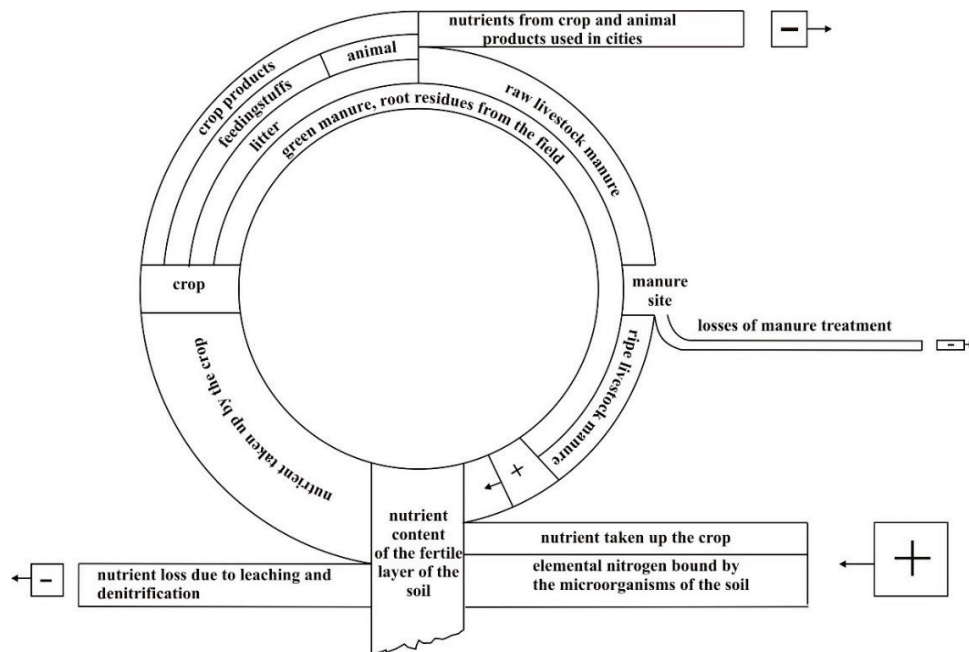 nutrients from crop and animal
products used in cities
-
animal
crop products
feedingstuffs
litter
green manure, root residues from the field
raw livestock manure
crop
manure
site
losses of manure treatment
-
ripe livestock manure
nutrient taken up by the crop
+
nutrient
content
of the fertile
layer of the
soil
nutrient taken up the crop
elemental nitrogen bound by
the microorganisms of the soil
+
-
nutrient loss due to leaching and
denitrification